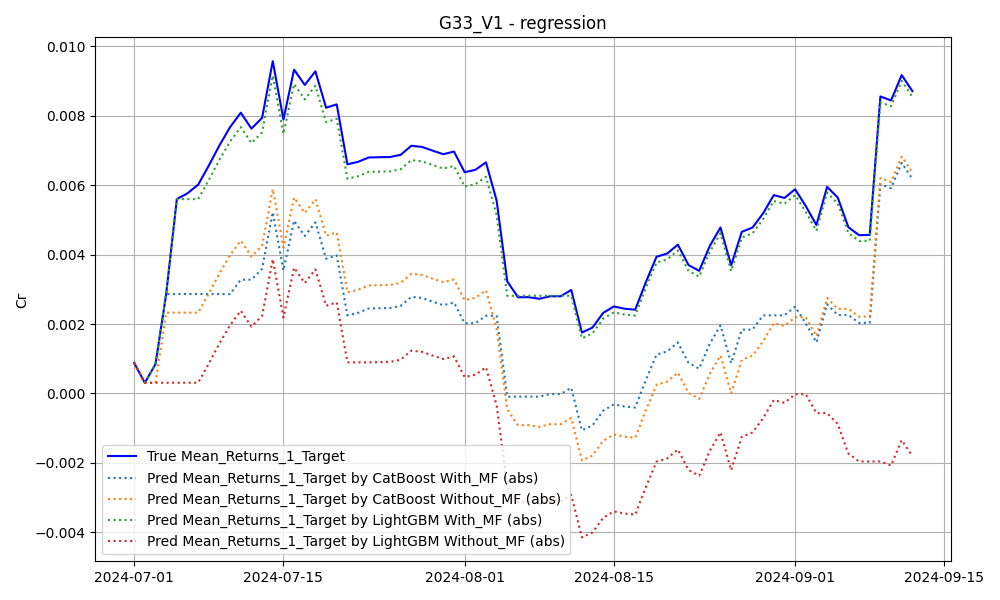 G33_V1 - regression
Cr
0.010
0.008
0.006
0.004
0.002
0.000
−0.002
−0.004
True Mean_Returns_1_Target
Pred Mean_Returns_1_Target by CatBoost With_MF (abs)
Pred Mean_Returns_1_Target by CatBoost Without_MF (abs)
Pred Mean_Returns_1_Target by LightGBM With_MF (abs)
Pred Mean_Returns_1_Target by LightGBM Without_MF (abs)
2024-07-01 2024-07-15 2024-08-01 2024-08-15 2024-09-01 2024-09-15